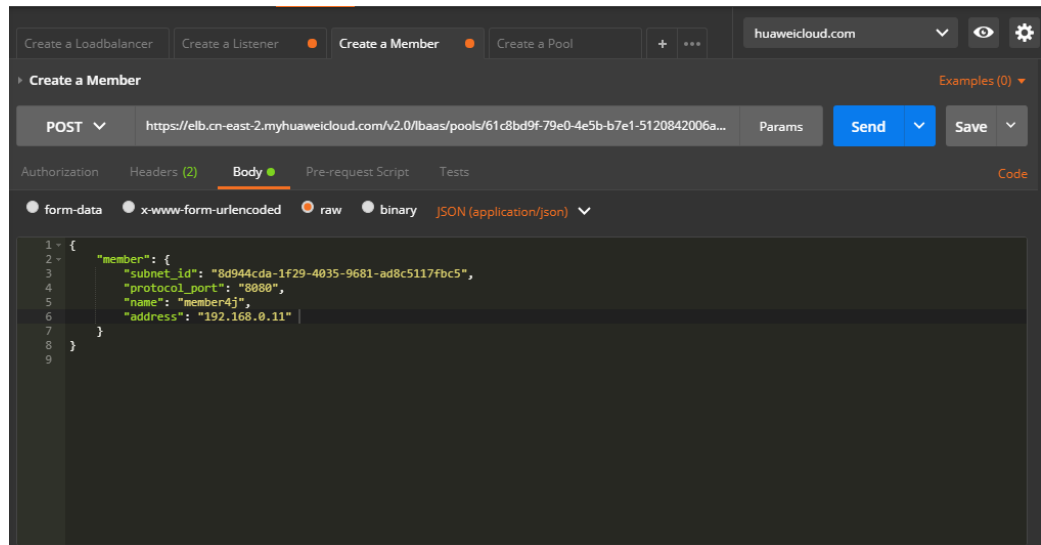 Create a Loadbalancer Create a Listener Create a Member Create a Pool + ••• huaweicloud.com
Create a Member Examples (0)
POST https://elb.cn-east-2.myhuaweicloud.com/v2.0/lbaas/pools/61c8bd9f-79e0-4e5b-b7e1-5120842006a... Params Send Save
Authorization Headers (2) Body Pre-request Script Tests Code
form-data x-www-form-urlencoded raw binary JSON (application/json)
1 {
2 "member": {
3 "subnet_id": "8d944cda-1f29-4035-9681-ad8c5117fbc5",
4 "protocol_port": "8080",
5 "name": "member4j",
6 "address": "192.168.0.11"
7 }
8 }
9